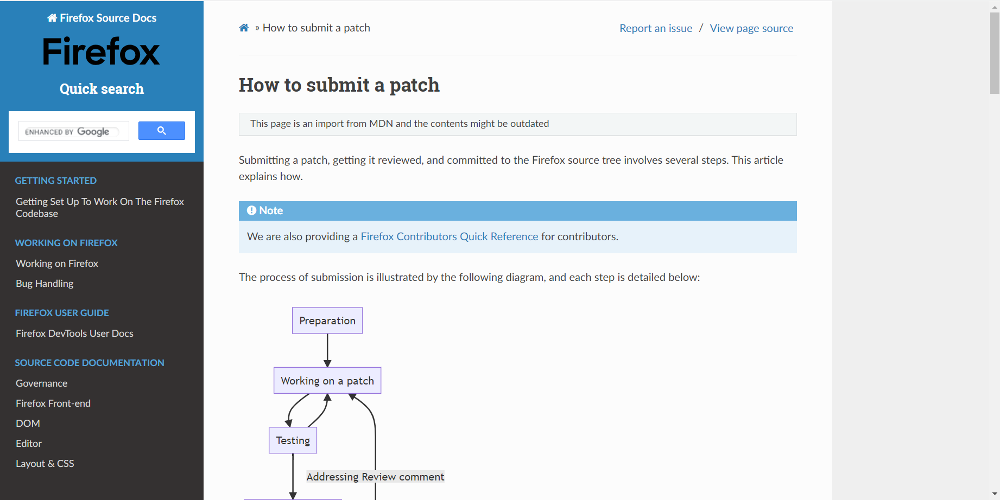 Firefox Source Docs
Firefox
Quick search
ENHANCED BY Google
GETTING STARTED
Getting Set Up To Work On The Firefox
Codebase
WORKING ON FIREFOX
Working on Firefox
Bug Handling
FIREFOX USER GUIDE
Firefox DevTools User Docs
SOURCE CODE DOCUMENTATION
Governance
Firefox Front-end
DOM
Editor
Layout & CSS
» How to submit a patch
Report an issue / View page source
How to submit a patch
This page is an import from MDN and the contents might be outdated
Submitting a patch, getting it reviewed, and committed to the Firefox source tree involves several steps. This article
explains how.
Note
We are also providing a Firefox Contributors Quick Reference for contributors.
The process of submission is illustrated by the following diagram, and each step is detailed below:
Preparation
Working on a patch
Testing
Addressing Review comment